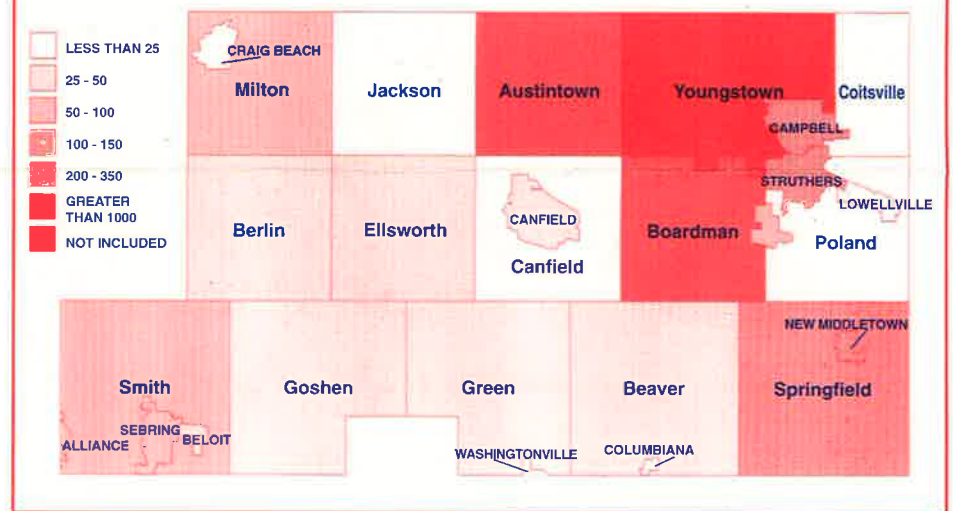 LESS THAN 25
25 - 50
50 - 100
100 - 150
200 - 350
GREATER
THAN 1000
NOT INCLUDED
CRAIG BEACH
Milton
Jackson
Austintown
Youngstown
Coitsville
CAMPBELL
STRUTHERS
LOWELLVILLE
Berlin
Ellsworth
CANFIELD
Canfield
Boardman
Poland
NEW MIDDLETOWN
Smith
Goshen
Green
Beaver
Springfield
SEBRING
BELOIT
ALLIANCE
WASHINGTONVILLE
COLUMBIANA